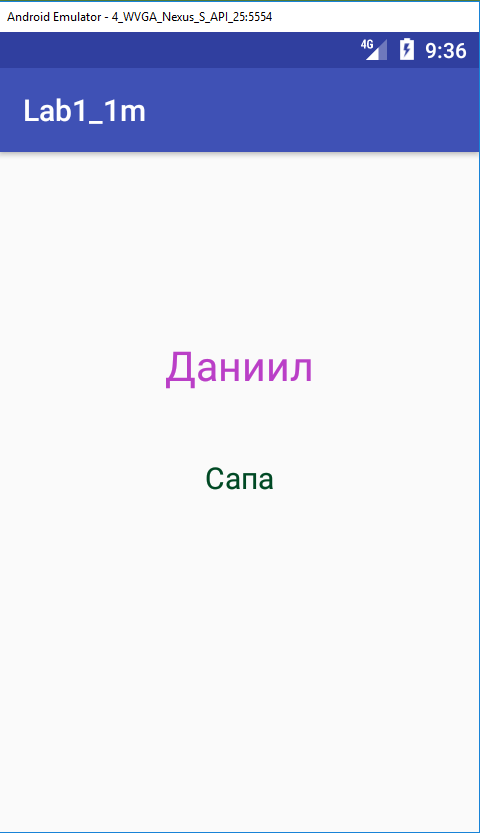 Android Emulator - 4_WVGA_Nexus_S_API_25:5554
4G 9:36
Lab1_1m
Даниил
Сапа